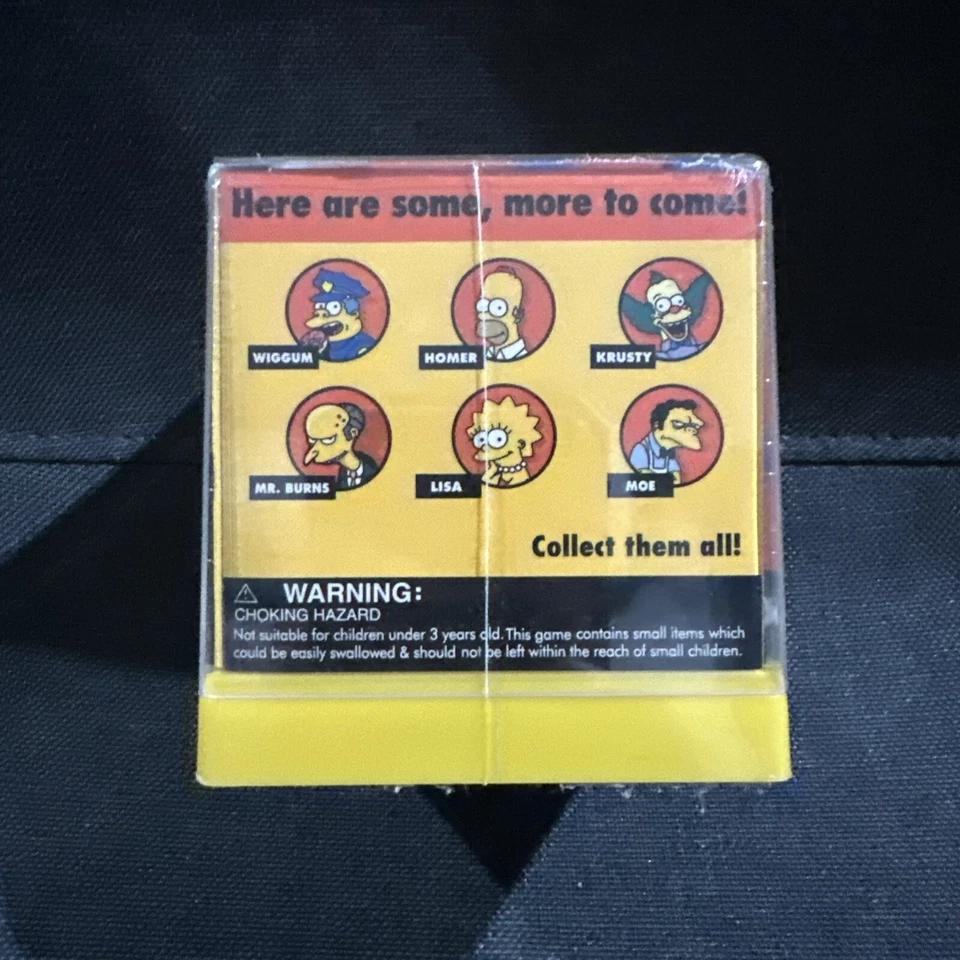 Here are some, more to come!
WIGGUM HOMER KRUSTY
MR. BURNS LISA MOE
Collect them all!
WARNING:
CHOKING HAZARD
Not suitable for children under 3 years old. This game contains small items which
could be easily swallowed & should not be left within the reach of small children.